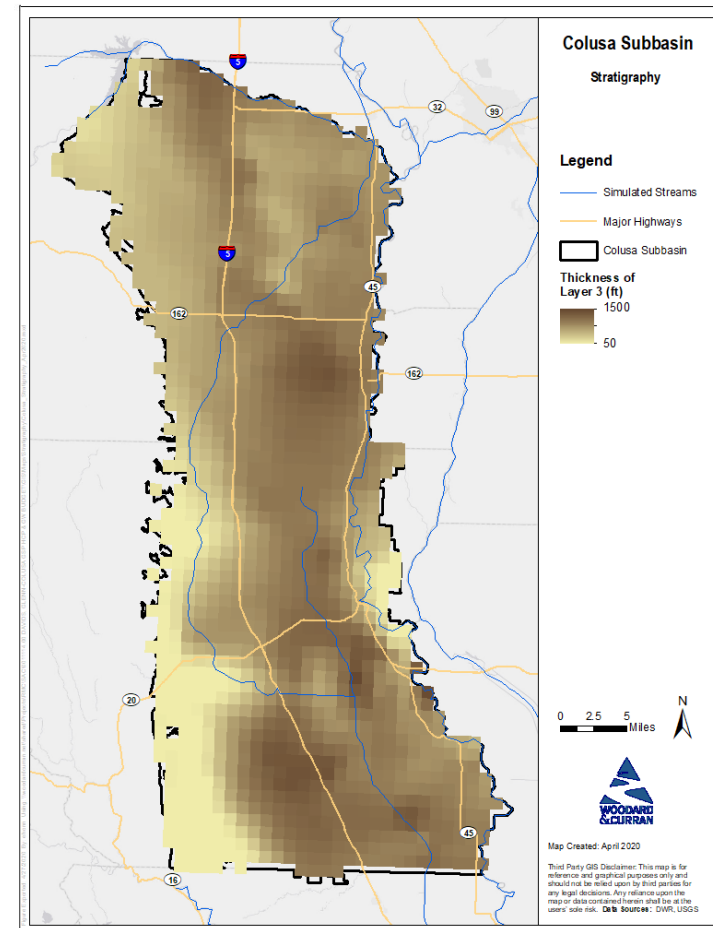 Colusa Subbasin
Stratigraphy
Legend
Simulated Streams
Major Highways
Colusa Subbasin
Thickness of
Layer 3 (ft)
1500
50
5
32
99
5
45
162
162
20
45
16
0 2.5 5
Miles
N
WOODARD
&CURRAN
Map Created: April 2020
Third Party GIS Disclaimer: This map is for
reference and graphical purposes only and
should not be relied upon by third parties for
any legal decisions. Any reliance upon the
map or data contained herein shall be at the
users' sole risk. Data Sources: DWR, USGS